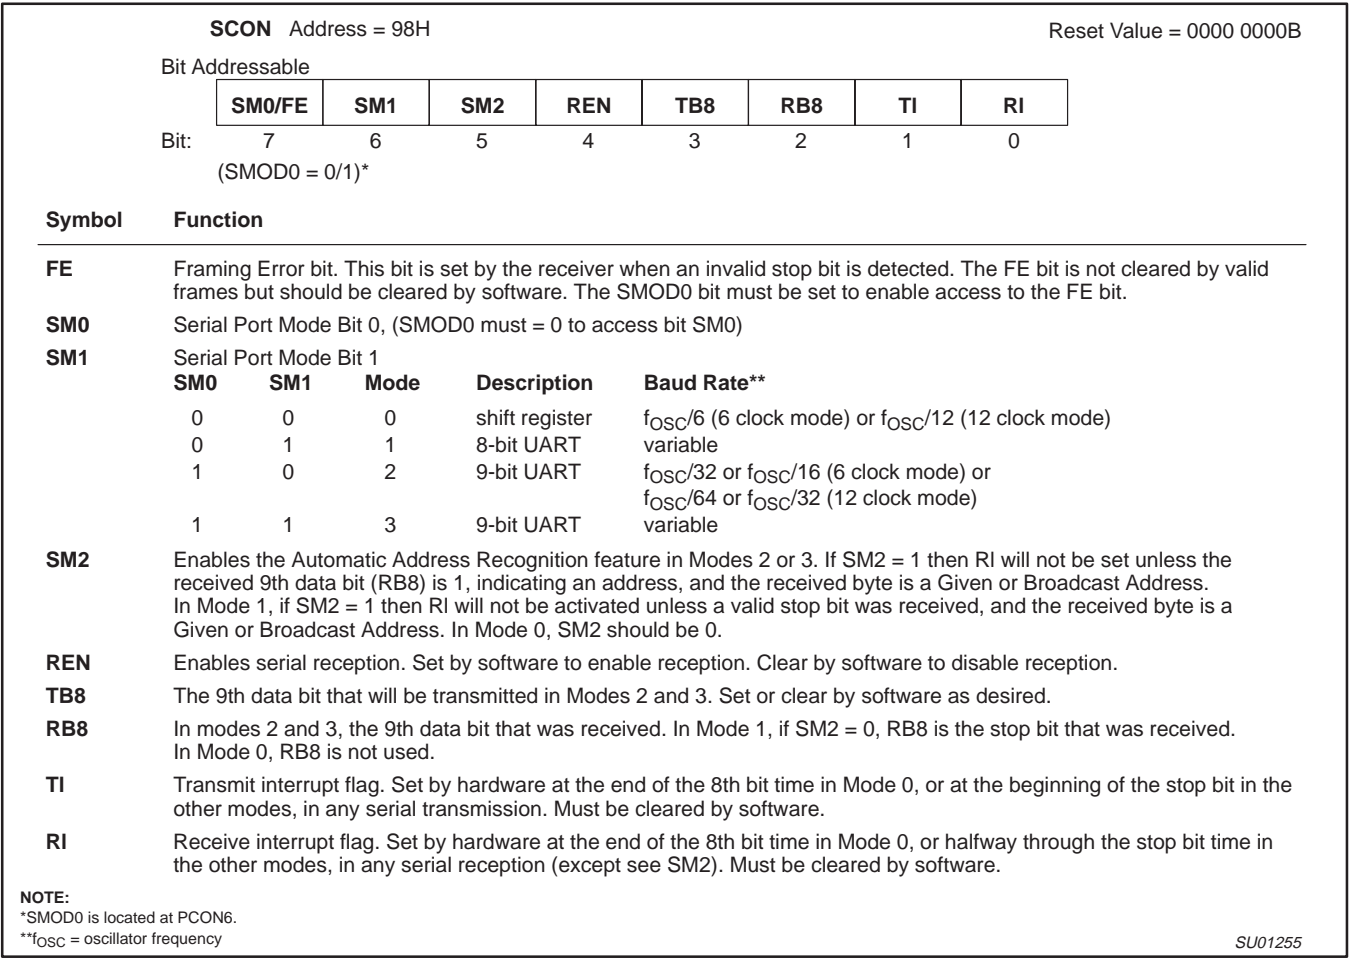 SCON Address = 98H Reset Value = 0000 0000B
Bit Addressable
SM0/FE SM1 SM2 REN TB8 RB8 TI RI
Bit: 7 6 5 4 3 2 1 0
(SMOD0 = 0/1)*
Symbol Function
FE Framing Error bit. This bit is set by the receiver when an invalid stop bit is detected. The FE bit is not cleared by valid
frames but should be cleared by software. The SMOD0 bit must be set to enable access to the FE bit.
SM0 Serial Port Mode Bit 0, (SMOD0 must = 0 to access bit SM0)
SM1 Serial Port Mode Bit 1
SM0 SM1 Mode Description Baud Rate**
0 0 0 shift register fOSC/6 (6 clock mode) or fOSC/12 (12 clock mode)
0 1 1 8-bit UART variable
1 0 2 9-bit UART fOSC/32 or fOSC/16 (6 clock mode) or
fOSC/64 or fOSC/32 (12 clock mode)
1 1 3 9-bit UART variable
SM2 Enables the Automatic Address Recognition feature in Modes 2 or 3. If SM2 = 1 then RI will not be set unless the
received 9th data bit (RB8) is 1, indicating an address, and the received byte is a Given or Broadcast Address.
In Mode 1, if SM2 = 1 then RI will not be activated unless a valid stop bit was received, and the received byte is a
Given or Broadcast Address. In Mode 0, SM2 should be 0.
REN Enables serial reception. Set by software to enable reception. Clear by software to disable reception.
TB8 The 9th data bit that will be transmitted in Modes 2 and 3. Set or clear by software as desired.
RB8 In modes 2 and 3, the 9th data bit that was received. In Mode 1, if SM2 = 0, RB8 is the stop bit that was received.
In Mode 0, RB8 is not used.
TI Transmit interrupt flag. Set by hardware at the end of the 8th bit time in Mode 0, or at the beginning of the stop bit in the
other modes, in any serial transmission. Must be cleared by software.
RI Receive interrupt flag. Set by hardware at the end of the 8th bit time in Mode 0, or halfway through the stop bit time in
the other modes, in any serial reception (except see SM2). Must be cleared by software.
NOTE:
*SMOD0 is located at PCON6.
**fOSC = oscillator frequency
SU01255